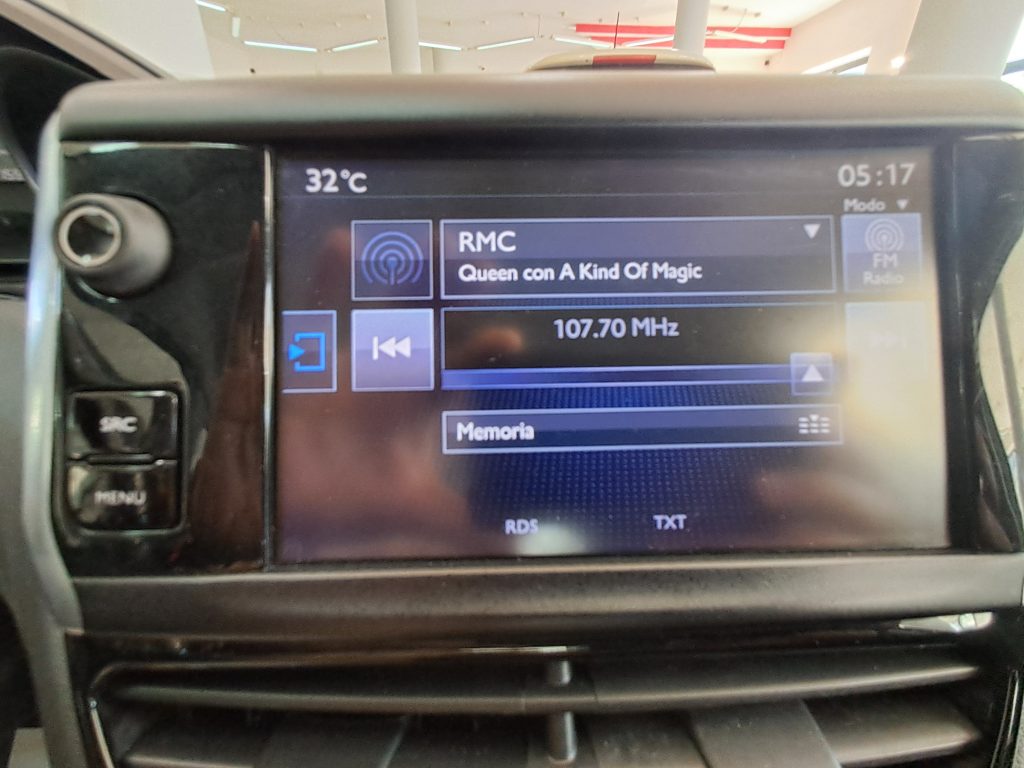 32°C
05:17
Modo
RMC
Queen con A Kind Of Magic
FM
Radio
107.70 MHz
SRC
Memoria
MENU
RDS
TXT